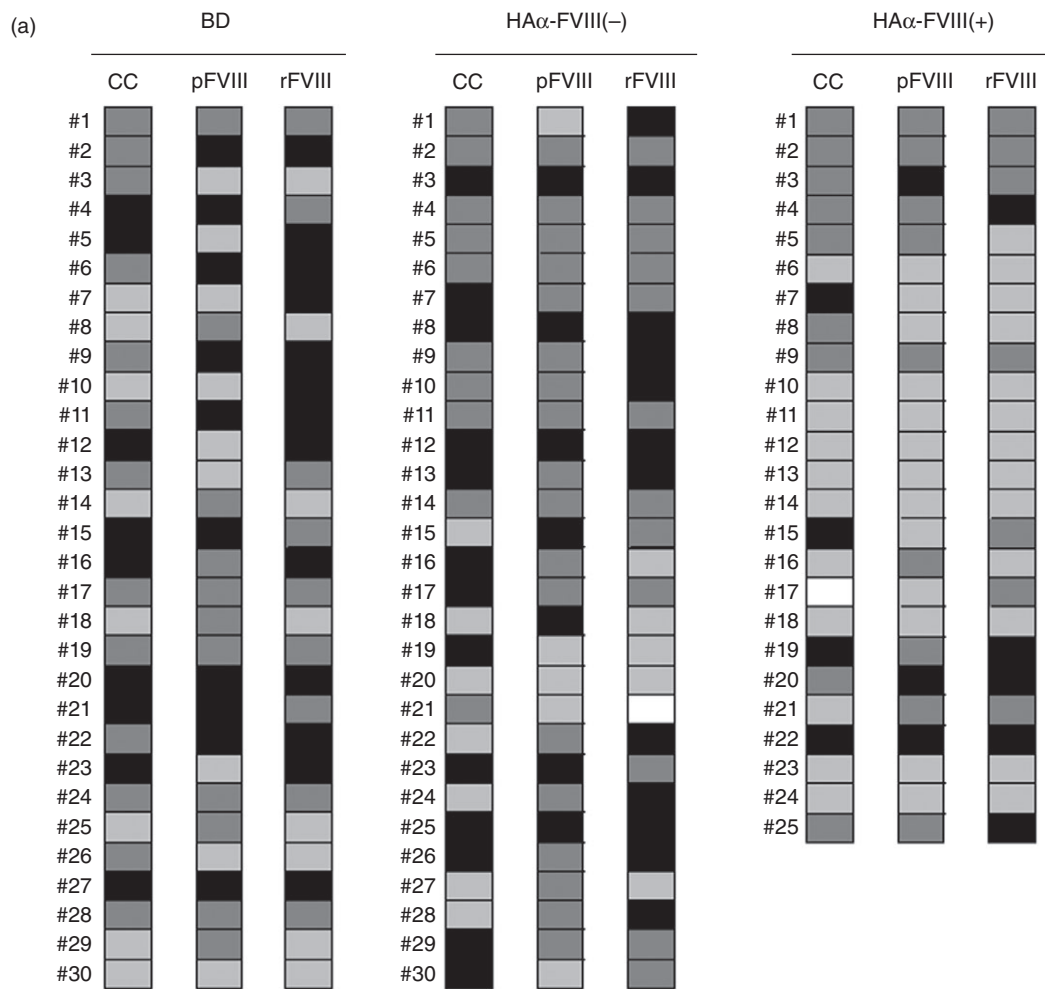 (a)
BD HAα-FVIII(–) HAα-FVIII(+)
CC pFVIII rFVIII CC pFVIII rFVIII CC pFVIII rFVIII
#1 #1 #1
#2 #2 #2
#3 #3 #3
#4 #4 #4
#5 #5 #5
#6 #6 #6
#7 #7 #7
#8 #8 #8
#9 #9 #9
#10 #10 #10
#11 #11 #11
#12 #12 #12
#13 #13 #13
#14 #14 #14
#15 #15 #15
#16 #16 #16
#17 #17 #17
#18 #18 #18
#19 #19 #19
#20 #20 #20
#21 #21 #21
#22 #22 #22
#23 #23 #23
#24 #24 #24
#25 #25 #25
#26 #26
#27 #27
#28 #28
#29 #29
#30 #30